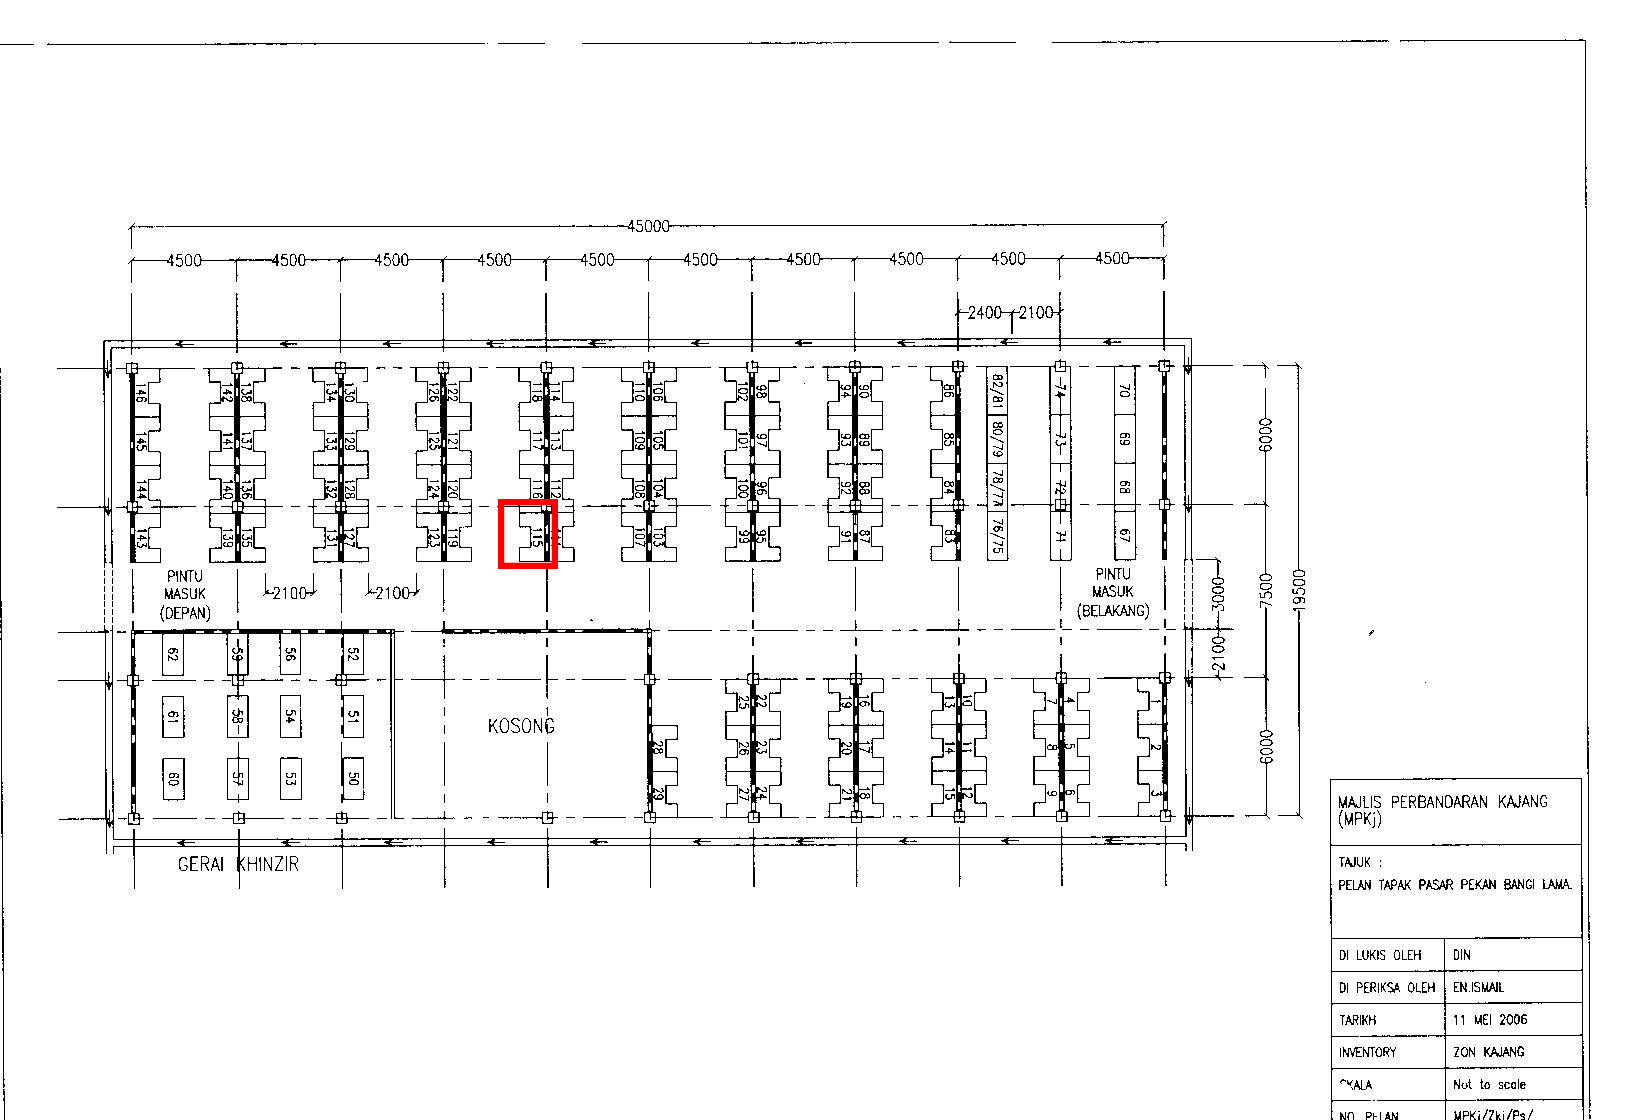 45000
4500 4500 4500 4500 4500 4500 4500 4500 4500 4500
2400 2100
146 142 138 134 130 126 122 118 114 110 106 102 98 94 90 86 82/81 74 70
145 141 137 133 129 125 121 117 113 109 105 101 97 93 89 85 80/79 73 69
144 140 136 132 128 124 120 116 112 108 104 100 96 92 88 84 78/77 72 68
143 139 135 131 127 123 119 115 107 103 99 95 91 87 83 76/75 71 67
6000
7500
6000
19500
3000
2100
PINTU
MASUK
(DEPAN)
2100 2100
PINTU
MASUK
(BELAKANG)
62 59 56 52
61 58 54 51
60 57 53 50
KOSONG
25 22 19 16 13 10 7 4 1
28 26 23 20 17 14 11 8 5 2
29 27 24 21 18 15 12 9 6 3
GERAI KHINZIR
MAJLIS PERBANDARAN KAJANG
(MPKj)
TAJUK :
PELAN TAPAK PASAR PEKAN BANGI LAMA.
DI LUKIS OLEH DIN
DI PERIKSA OLEH EN.ISMAIL
TARIKH 11 MEI 2006
INVENTORY ZON KAJANG
SKALA Not to scale
NO. PELAN MPKj/Zkj/Ps/